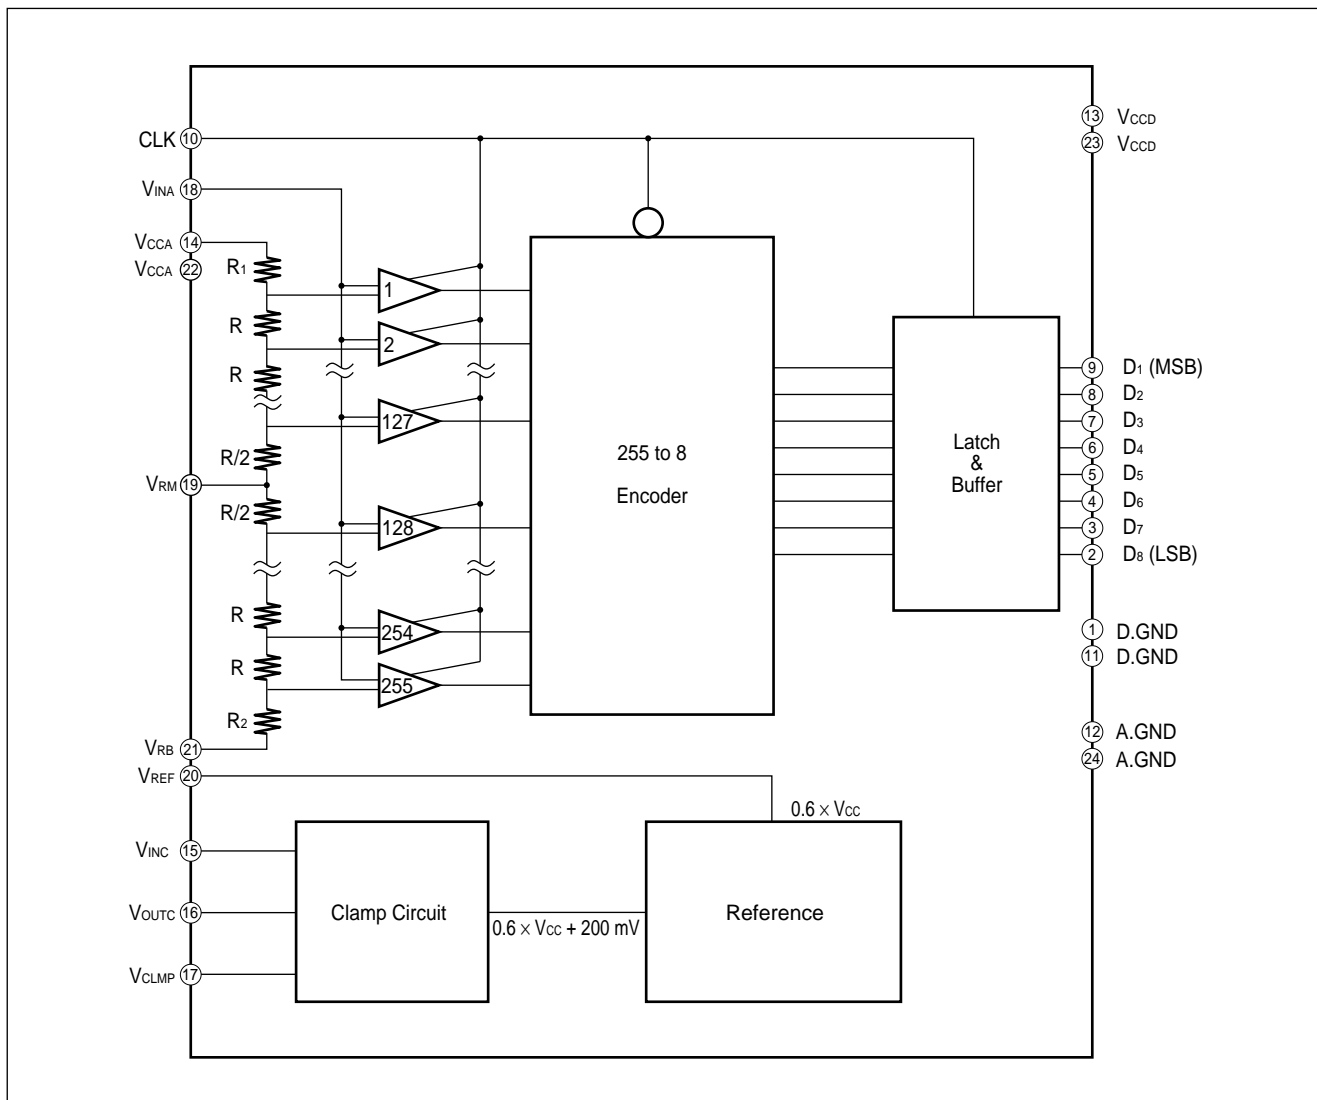 CLK 10
VINA 18
VCCA 14
VCCA 22
R1
R
R
R/2
VRM 19
R/2
R
R
R2
VRB 21
VREF 20
VINC 15
VOUTC 16
VCLMP 17
1
2
127
128
254
255
255 to 8
Encoder
Latch
&
Buffer
13 VCCD
23 VCCD
9 D1 (MSB)
8 D2
7 D3
6 D4
5 D5
4 D6
3 D7
2 D8 (LSB)
1 D.GND
11 D.GND
12 A.GND
24 A.GND
0.6 × VCC
Clamp Circuit
0.6 × VCC + 200 mV
Reference